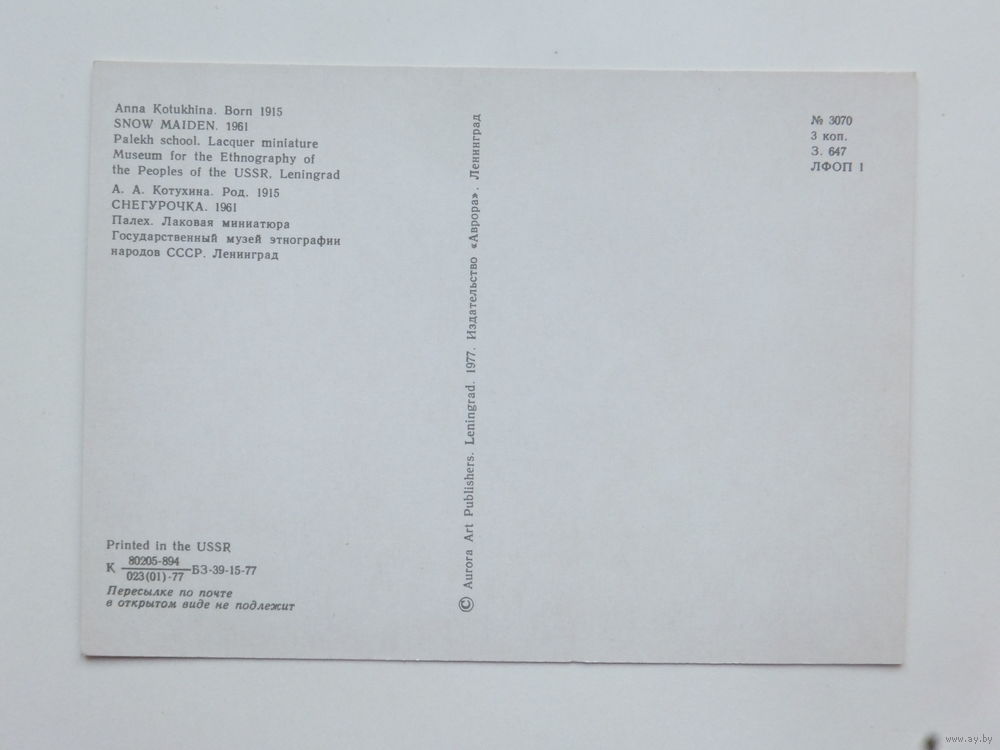 Anna Kotukhina. Born 1915
SNOW MAIDEN. 1961
Palekh school. Lacquer miniature
Museum for the Ethnography of
the Peoples of the USSR, Leningrad
А. А. Котухина. Род. 1915
СНЕГУРОЧКА. 1961
Палех. Лаковая миниатюра
Государственный музей этнографии
народов СССР. Ленинград
Printed in the USSR
К 80205-894
023(01)-77 БЗ-39-15-77
Пересылке по почте
в открытом виде не подлежит
© Aurora Art Publishers. Leningrad. 1977. Издательство «Аврора». Ленинград
№ 3070
3 коп.
З. 647
ЛФОП 1
www.ay.by